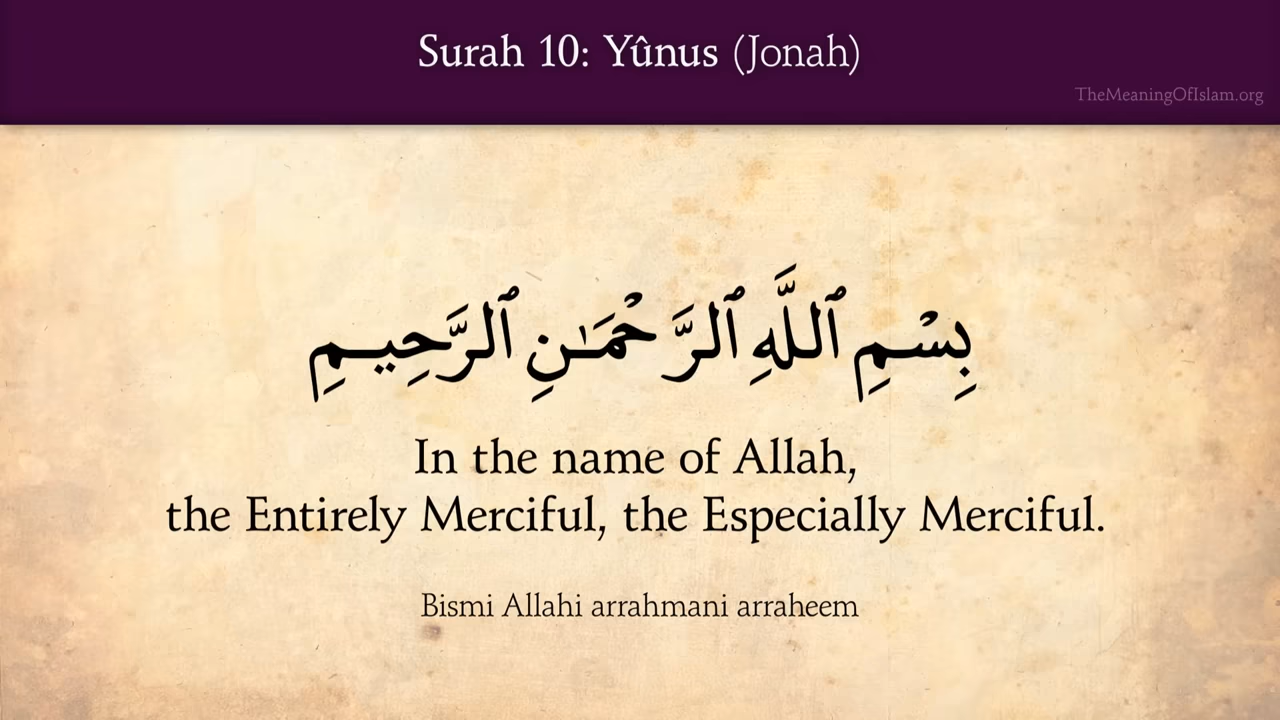 Surah 10: Yûnus (Jonah)
TheMeaningOfIslam.org
بِسْمِ ٱللَّهِ ٱلرَّحْمَـٰنِ ٱلرَّحِيمِ
In the name of Allah,
the Entirely Merciful, the Especially Merciful.
Bismi Allahi arrahmani arraheem